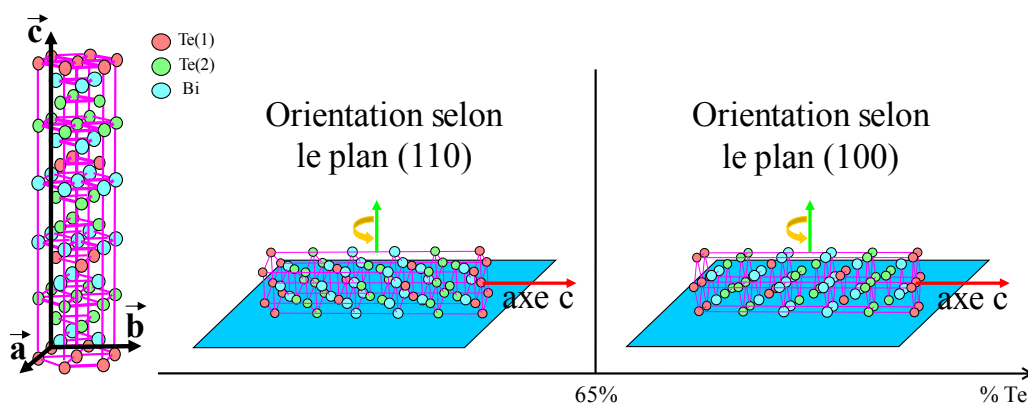 c
Te(1)
Te(2)
Bi
b
a
Orientation selon
le plan (110)
axe c
Orientation selon
le plan (100)
axe c
65%
% Te